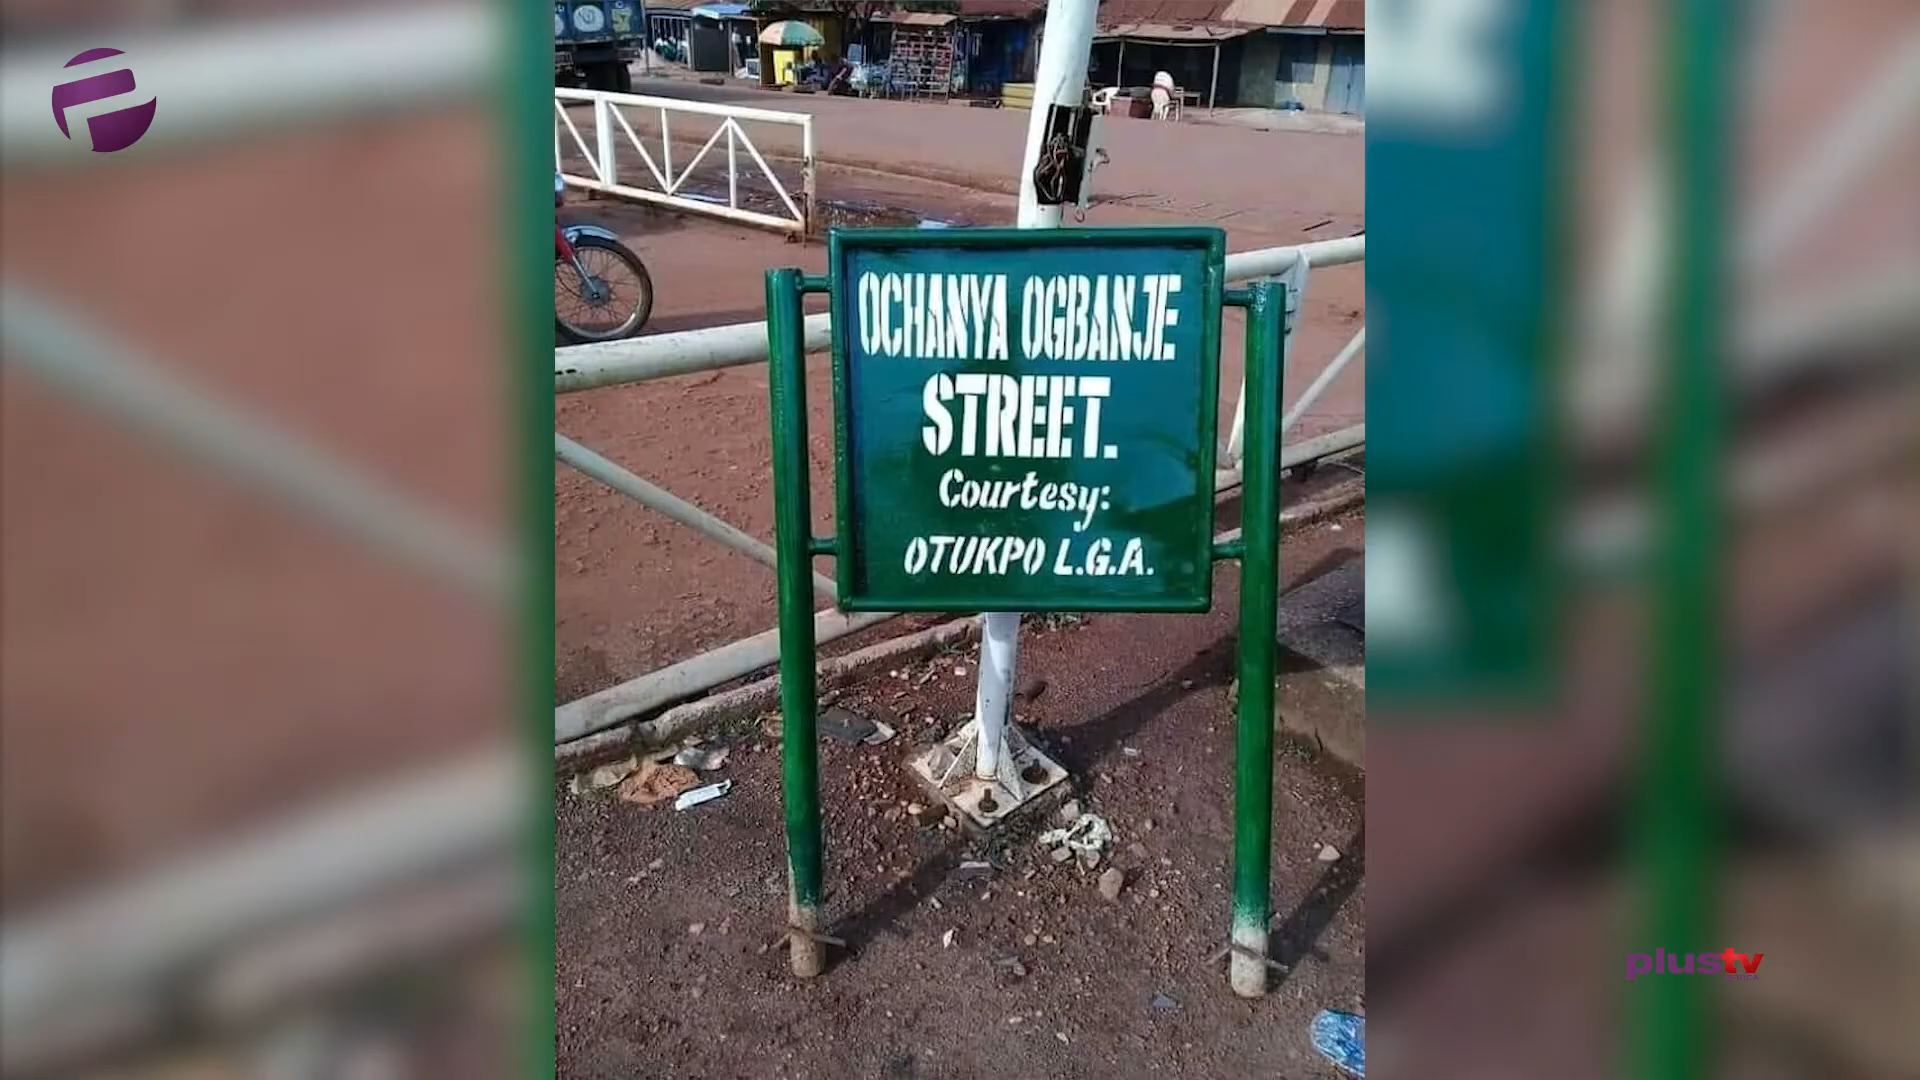 OCHANYA OGBANJE
STREET.
Courtesy:
OTUKPO L.G.A.
plustv